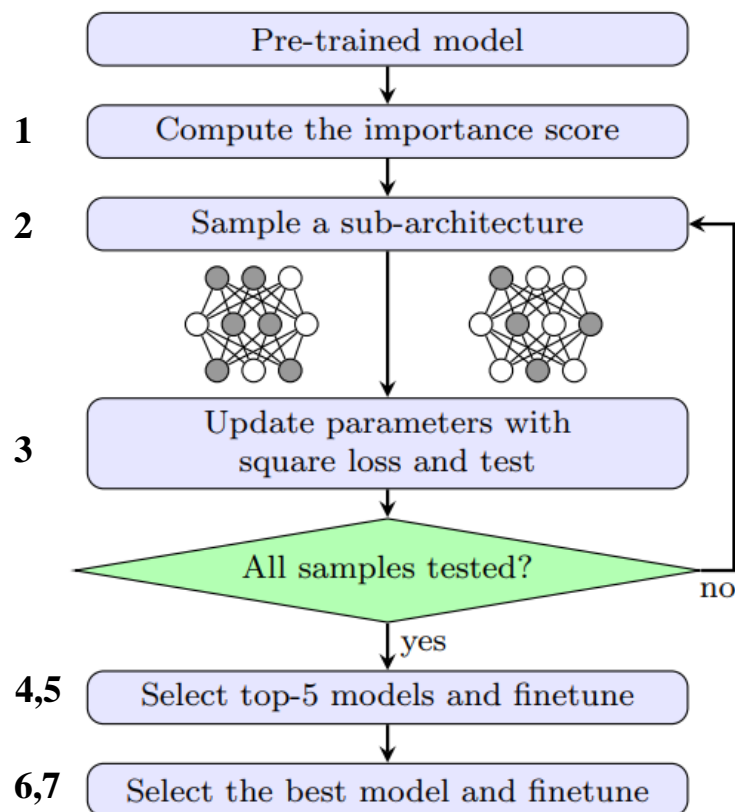 Pre-trained model
1
Compute the importance score
2
Sample a sub-architecture
3
Update parameters with
square loss and test
All samples tested?
no
yes
4,5
Select top-5 models and finetune
6,7
Select the best model and finetune